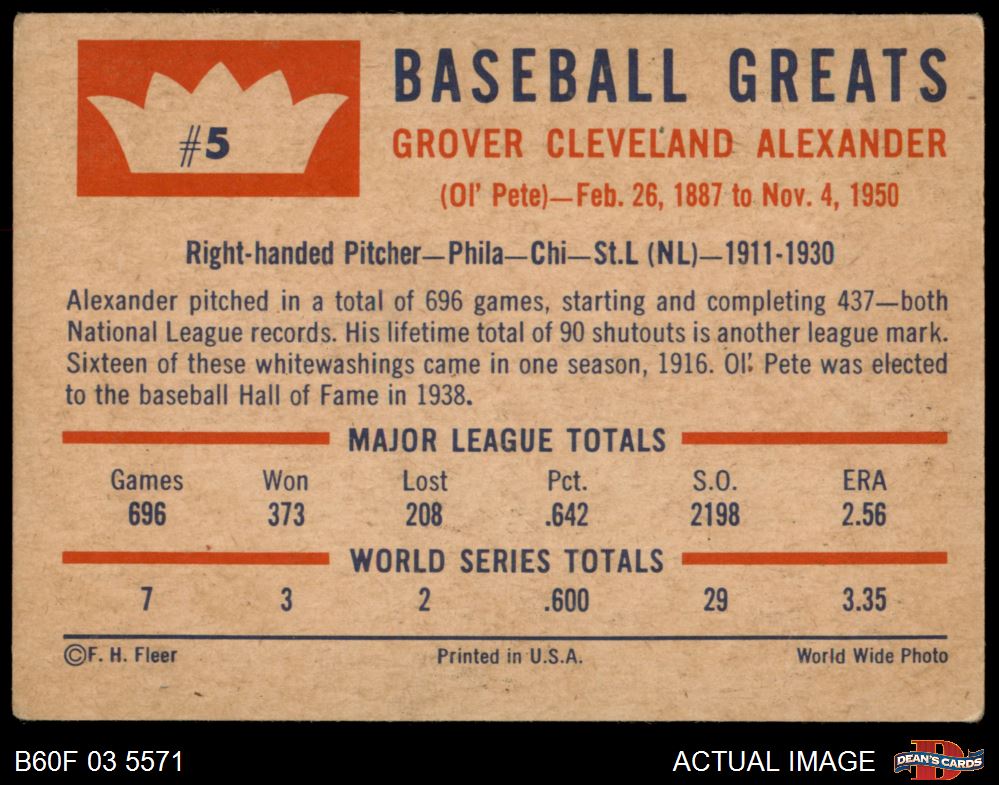 #5
BASEBALL GREATS
GROVER CLEVELAND ALEXANDER
(Ol' Pete)—Feb. 26, 1887 to Nov. 4, 1950
Right-handed Pitcher—Phila—Chi—St.L (NL)—1911-1930
Alexander pitched in a total of 696 games, starting and completing 437—both
National League records. His lifetime total of 90 shutouts is another league mark.
Sixteen of these whitewashings came in one season, 1916. Ol' Pete was elected
to the baseball Hall of Fame in 1938.
MAJOR LEAGUE TOTALS
Games Won Lost Pct. S.O. ERA
696 373 208 .642 2198 2.56
WORLD SERIES TOTALS
7 3 2 .600 29 3.35
©F. H. Fleer Printed in U.S.A. World Wide Photo
B60F 03 5571 ACTUAL IMAGE D DEAN'S CARDS